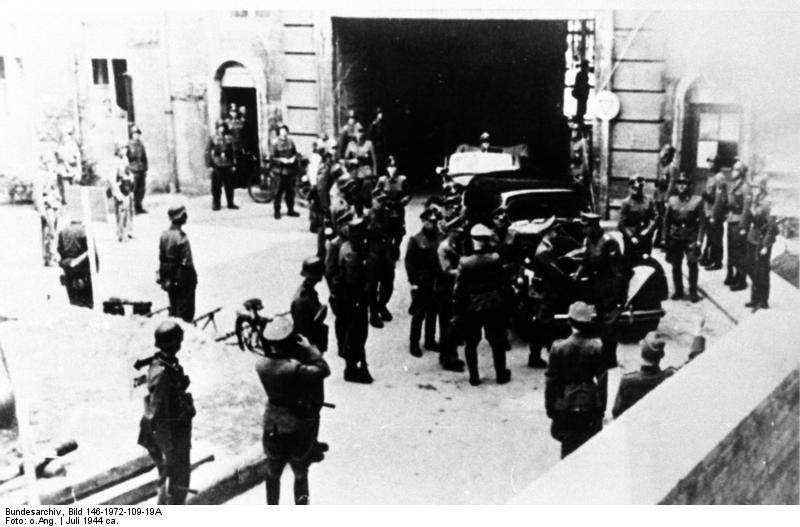 Bundesarchiv, Bild 146-1972-109-19A
Foto: o.Ang. | Juli 1944 ca.